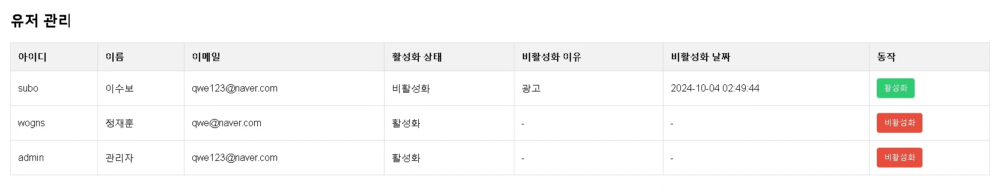 유저 관리
아이디 이름 이메일 활성화 상태 비활성화 이유 비활성화 날짜 동작
subo 이수보 qwe123@naver.com 비활성화 광고 2024-10-04 02:49:44 활성화
wogns 정재훈 qwe@naver.com 활성화 - - 비활성화
admin 관리자 qwe123@naver.com 활성화 - - 비활성화